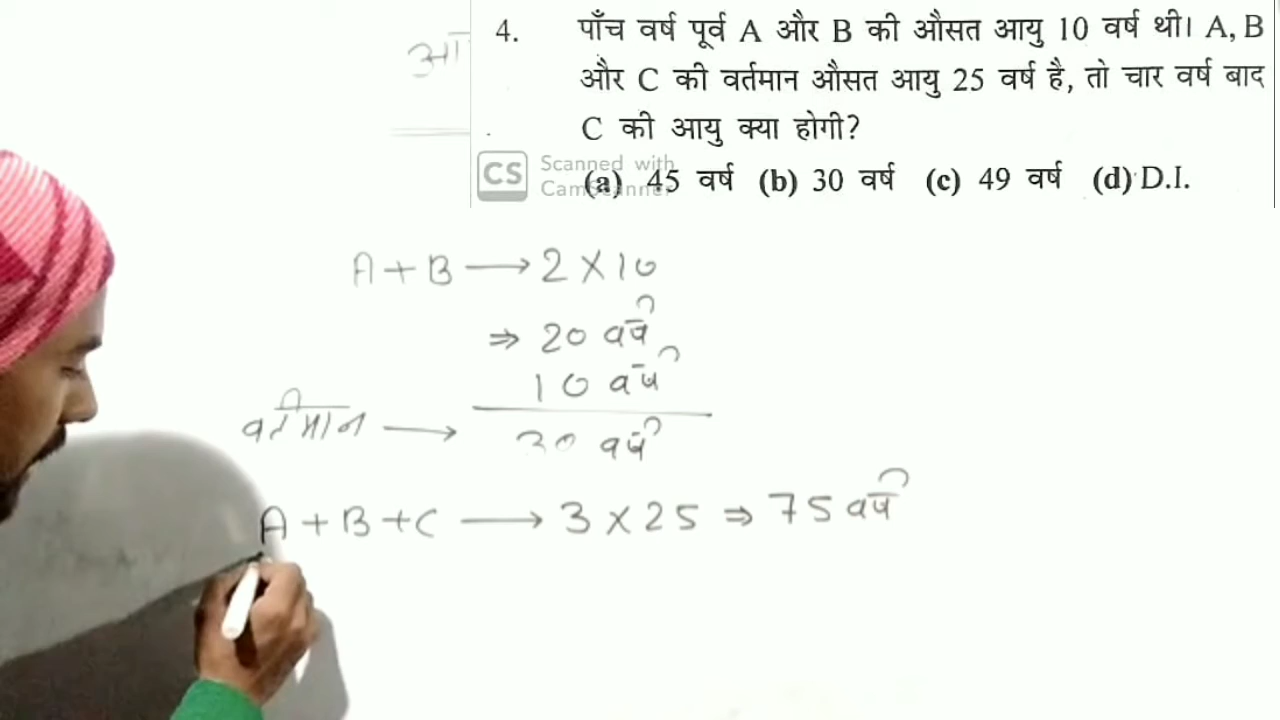 4. पाँच वर्ष पूर्व A और B की औसत आयु 10 वर्ष थी। A, B
और C की वर्तमान औसत आयु 25 वर्ष है, तो चार वर्ष बाद
C की आयु क्या होगी?
CS Scanned with
CamScanner
(a) 45 वर्ष (b) 30 वर्ष (c) 49 वर्ष (d) D.I.
A + B ⟶ 2 × 10
⇒ 20 वर्ष
10 वर्ष
वर्तमान ⟶ 30 वर्ष
A + B + C ⟶ 3 × 25 ⇒ 75 वर्ष